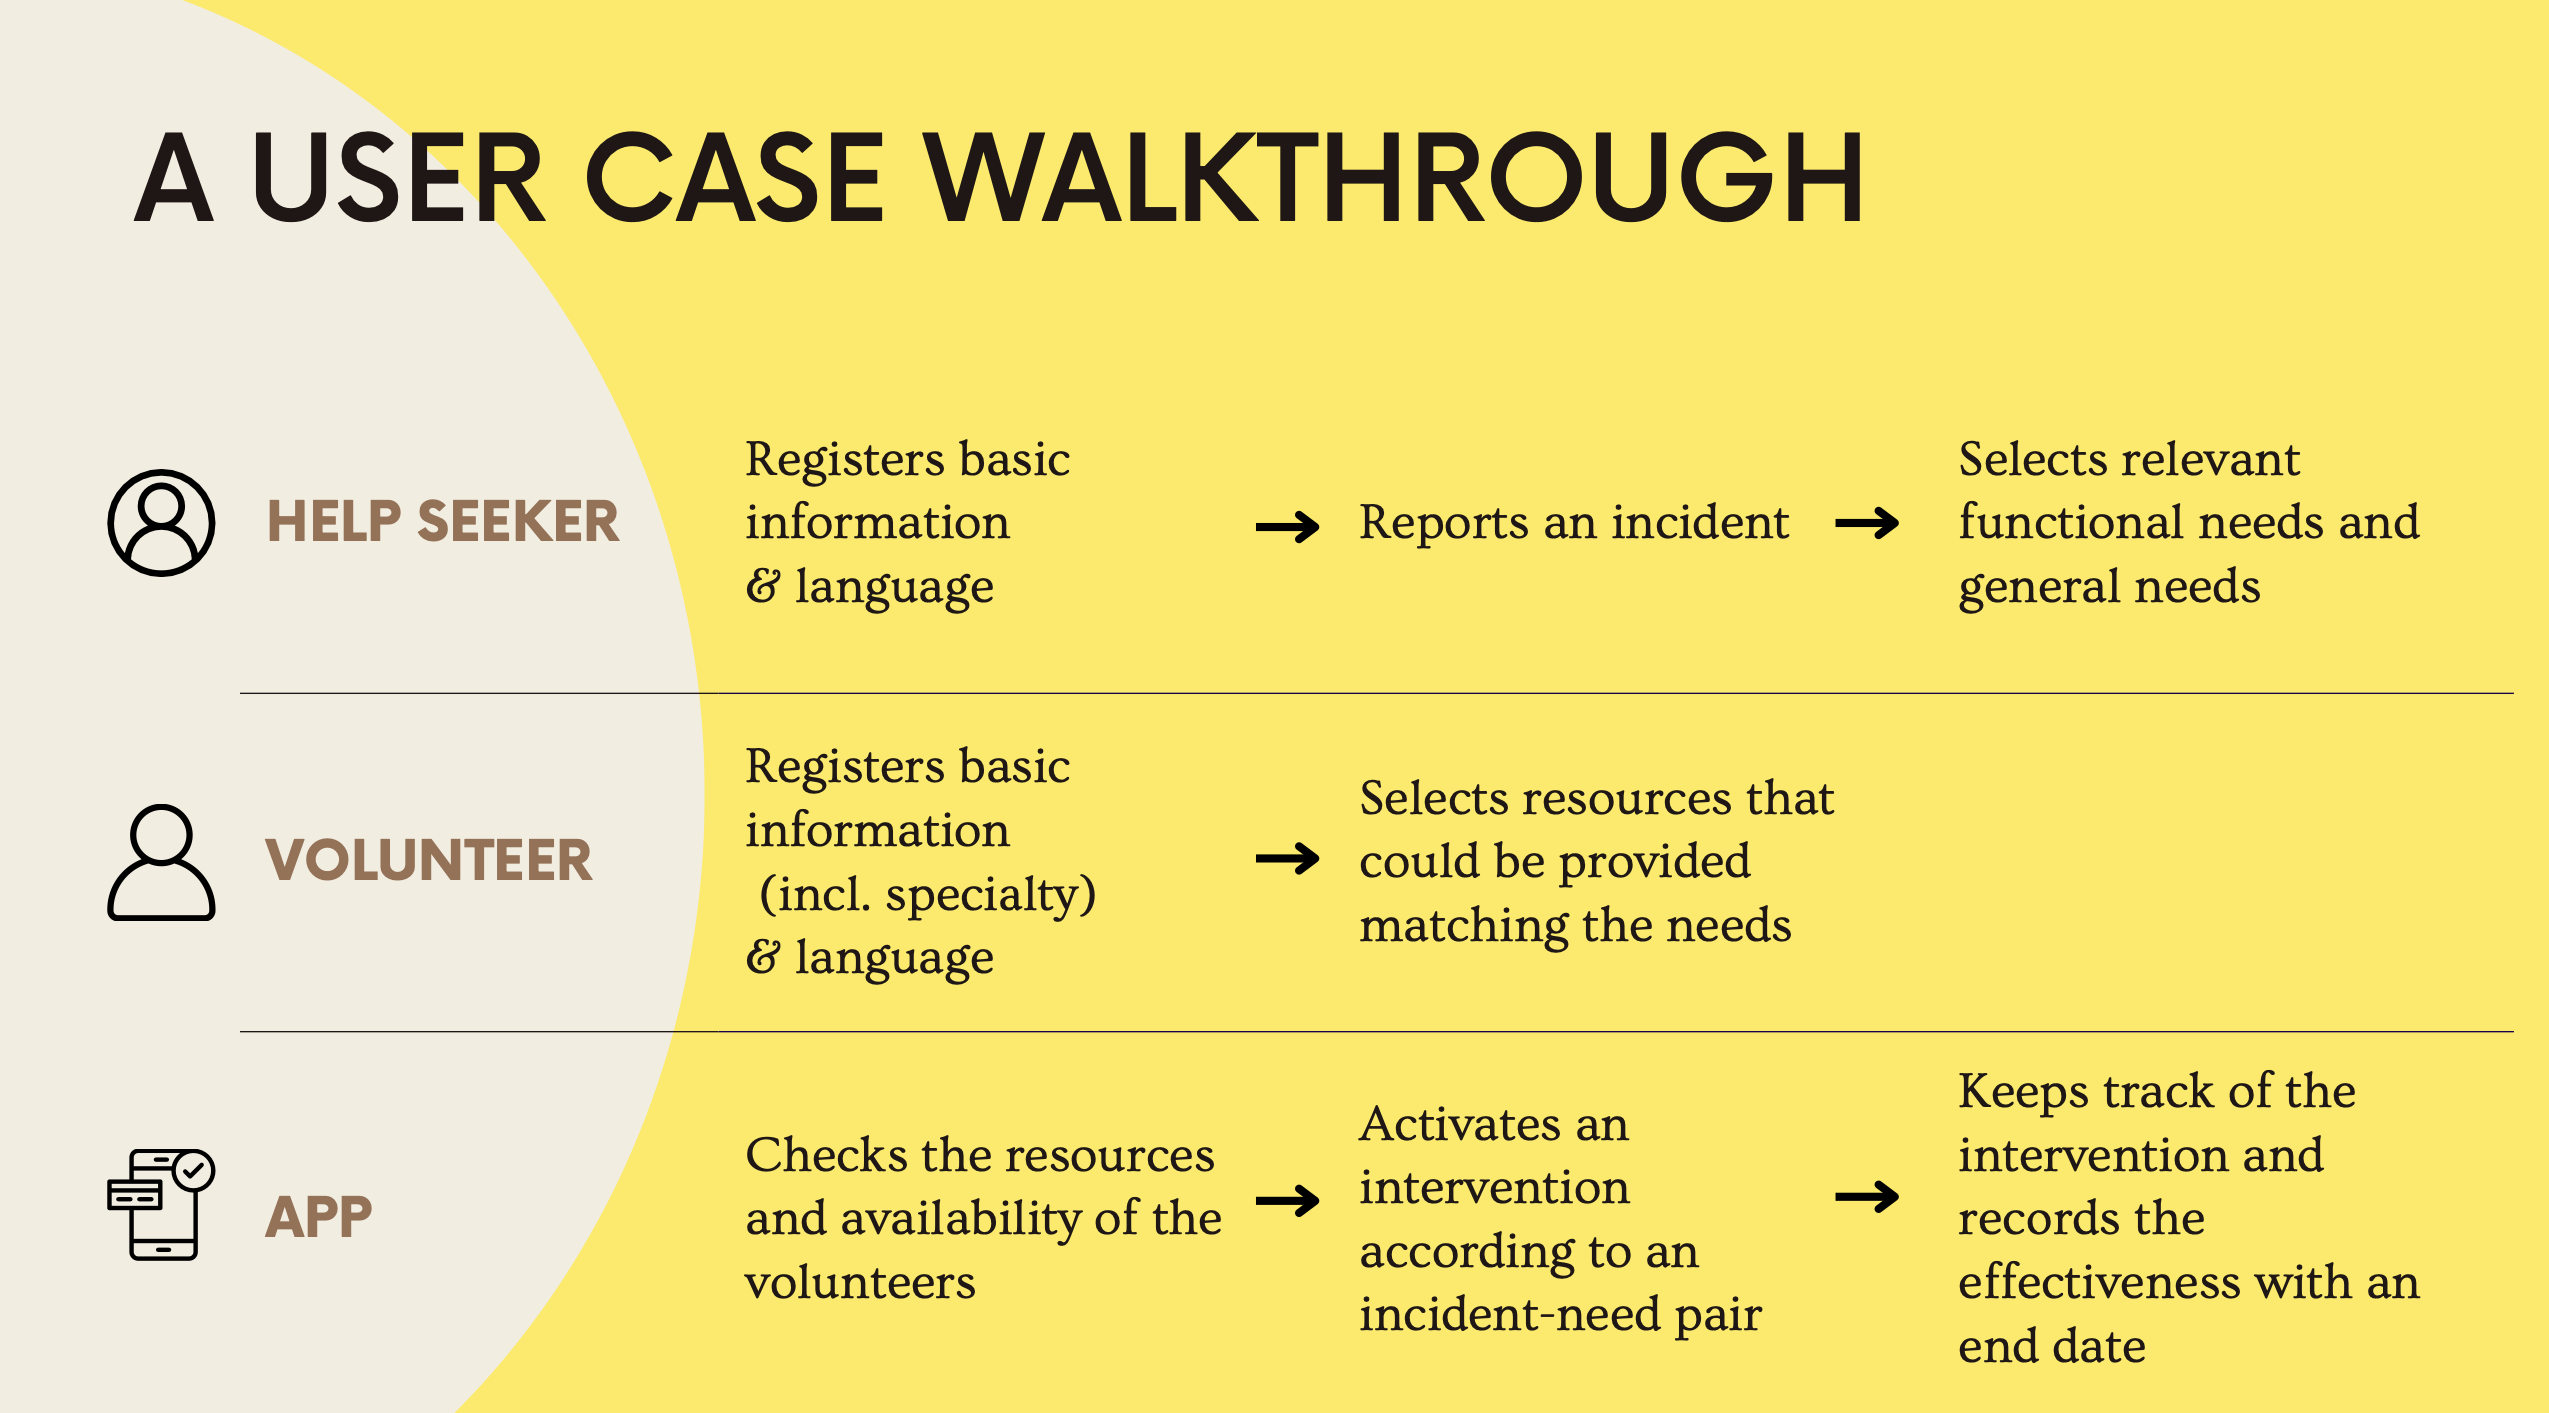 A USER CASE WALKTHROUGH
HELP SEEKER
Registers basic
information
& language
Reports an incident
Selects relevant
functional needs and
general needs
VOLUNTEER
Registers basic
information
(incl. specialty)
& language
Selects resources that
could be provided
matching the needs
APP
Checks the resources
and availability of the
volunteers
Activates an
intervention
according to an
incident-need pair
Keeps track of the
intervention and
records the
effectiveness with an
end date